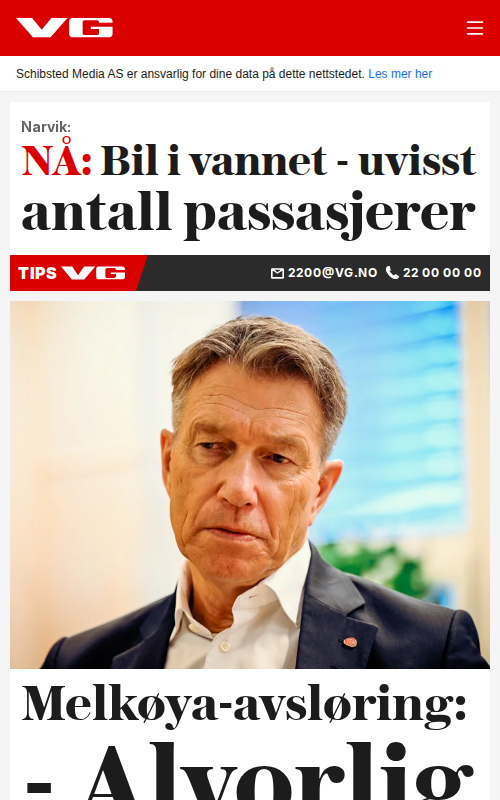 VG
Schibsted Media AS er ansvarlig for dine data på dette nettstedet. Les mer her
Narvik:
NÅ: Bil i vannet - uvisst
antall passasjerer
TIPS VG 2200@VG.NO 22 00 00 00
Melkøya-avsløring:
- Alvorlig